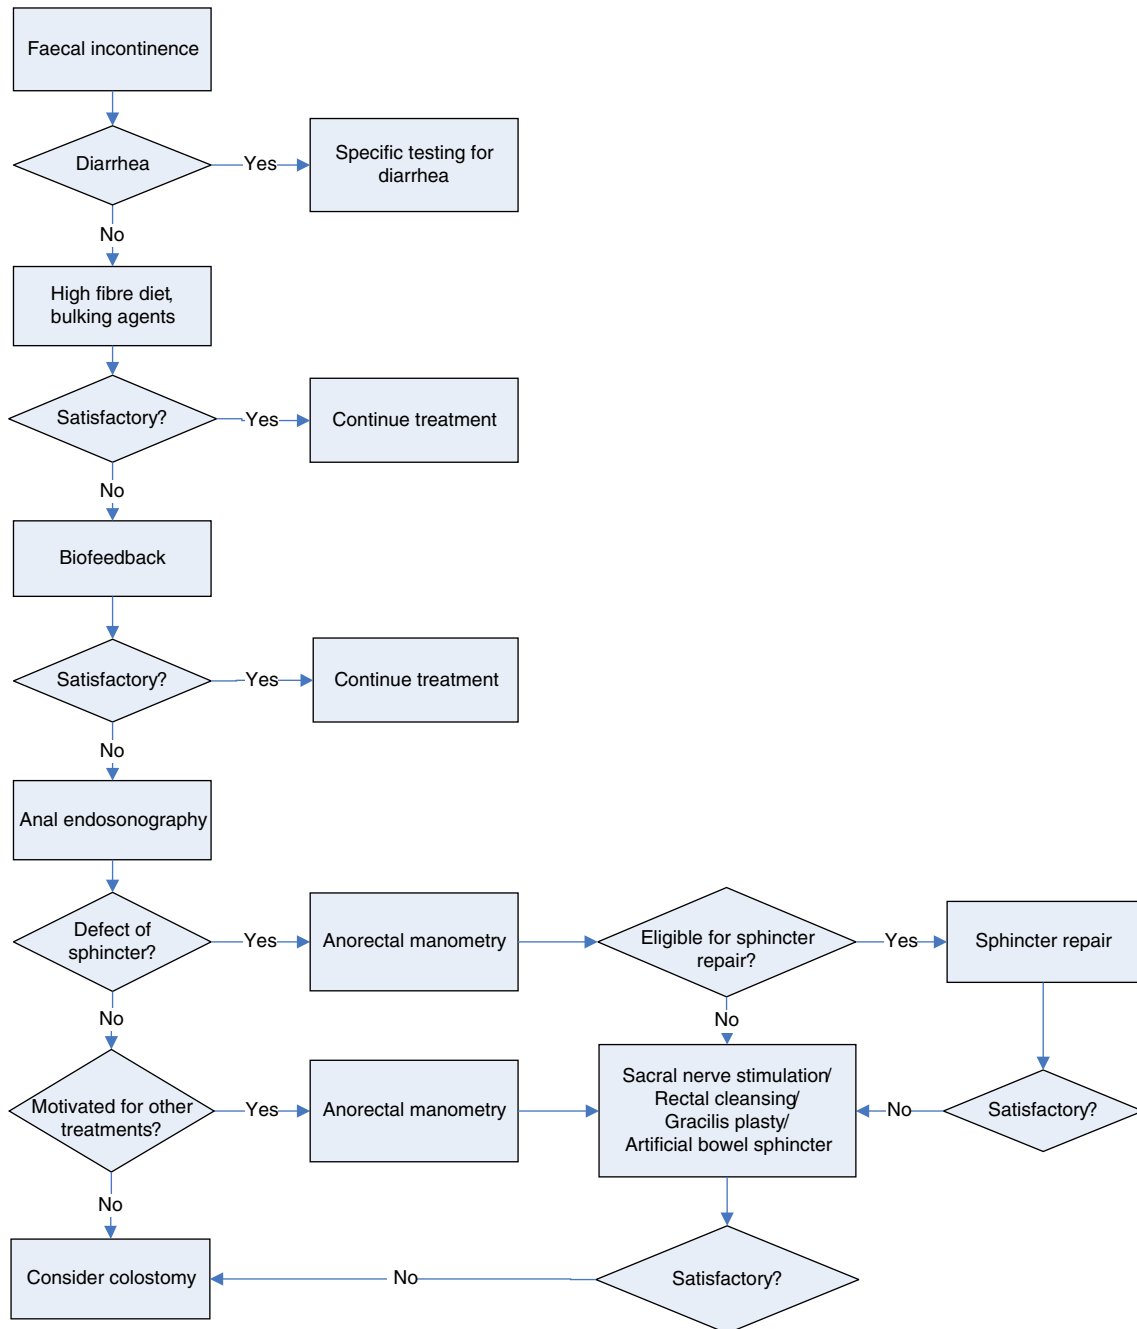 Faecal incontinence
Diarrhea
Yes
Specific testing for
diarrhea
No
High fibre diet,
bulking agents
Satisfactory?
Yes
Continue treatment
No
Biofeedback
Satisfactory?
Yes
Continue treatment
No
Anal endosonography
Defect of
sphincter?
Yes
Anorectal manometry
Eligible for sphincter
repair?
Yes
Sphincter repair
No
No
Motivated for other
treatments?
Yes
Anorectal manometry
Sacral nerve stimulation/
Rectal cleansing/
Gracilis plasty/
Artificial bowel sphincter
No
Satisfactory?
No
Consider colostomy
No
Satisfactory?